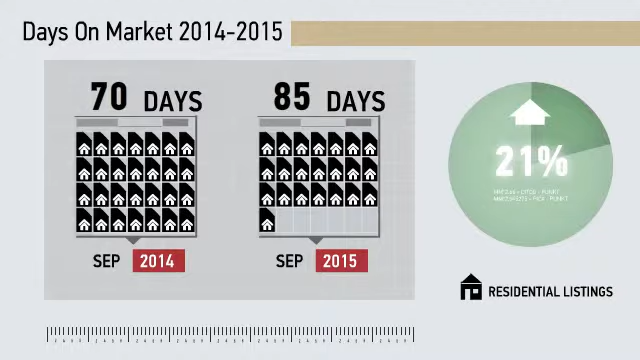 Days On Market 2014-2015
70 DAYS
85 DAYS
SEP 2014
SEP 2015
21%
RESIDENTIAL LISTINGS